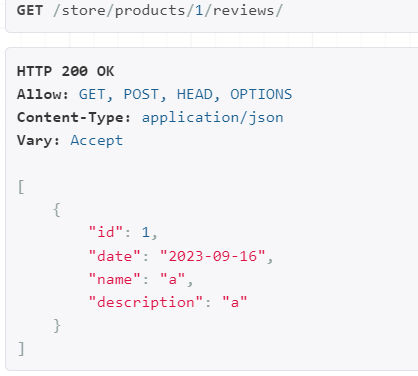 GET /store/products/1/reviews/
HTTP 200 OK
Allow: GET, POST, HEAD, OPTIONS
Content-Type: application/json
Vary: Accept
[
    {
        "id": 1,
        "date": "2023-09-16",
        "name": "a",
        "description": "a"
    }
]